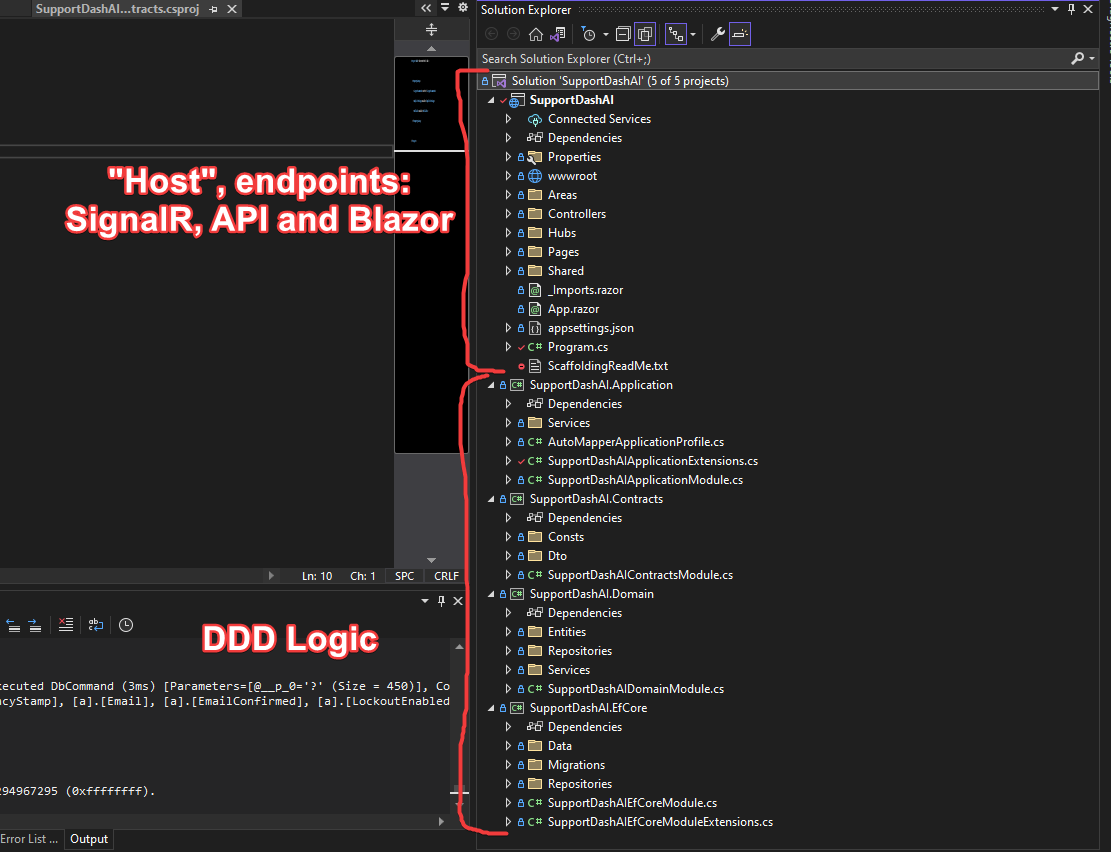 SupportDashAI...tracts.csproj
Solution Explorer
Search Solution Explorer (Ctrl+;)
Solution 'SupportDashAI' (5 of 5 projects)
SupportDashAI
Connected Services
Dependencies
Properties
wwwroot
Areas
Controllers
Hubs
Pages
Shared
_Imports.razor
App.razor
appsettings.json
Program.cs
ScaffoldingReadMe.txt
SupportDashAI.Application
Dependencies
Services
AutoMapperApplicationProfile.cs
SupportDashAIApplicationExtensions.cs
SupportDashAIApplicationModule.cs
SupportDashAI.Contracts
Dependencies
Consts
Dto
SupportDashAIContractsModule.cs
SupportDashAI.Domain
Dependencies
Entities
Repositories
Services
SupportDashAIDomainModule.cs
SupportDashAI.EfCore
Dependencies
Data
Migrations
Repositories
SupportDashAIEfCoreModule.cs
SupportDashAIEfCoreModuleExtensions.cs
"Host", endpoints:
SignalR, API and Blazor
Ln: 10 Ch: 1 SPC CRLF
DDD Logic
xecuted DbCommand (3ms) [Parameters=[@__p_0='?' (Size = 450)], Co
ncyStamp], [a].[Email], [a].[EmailConfirmed], [a].[LockoutEnabled
294967295 (0xffffffff).
Error List ... Output